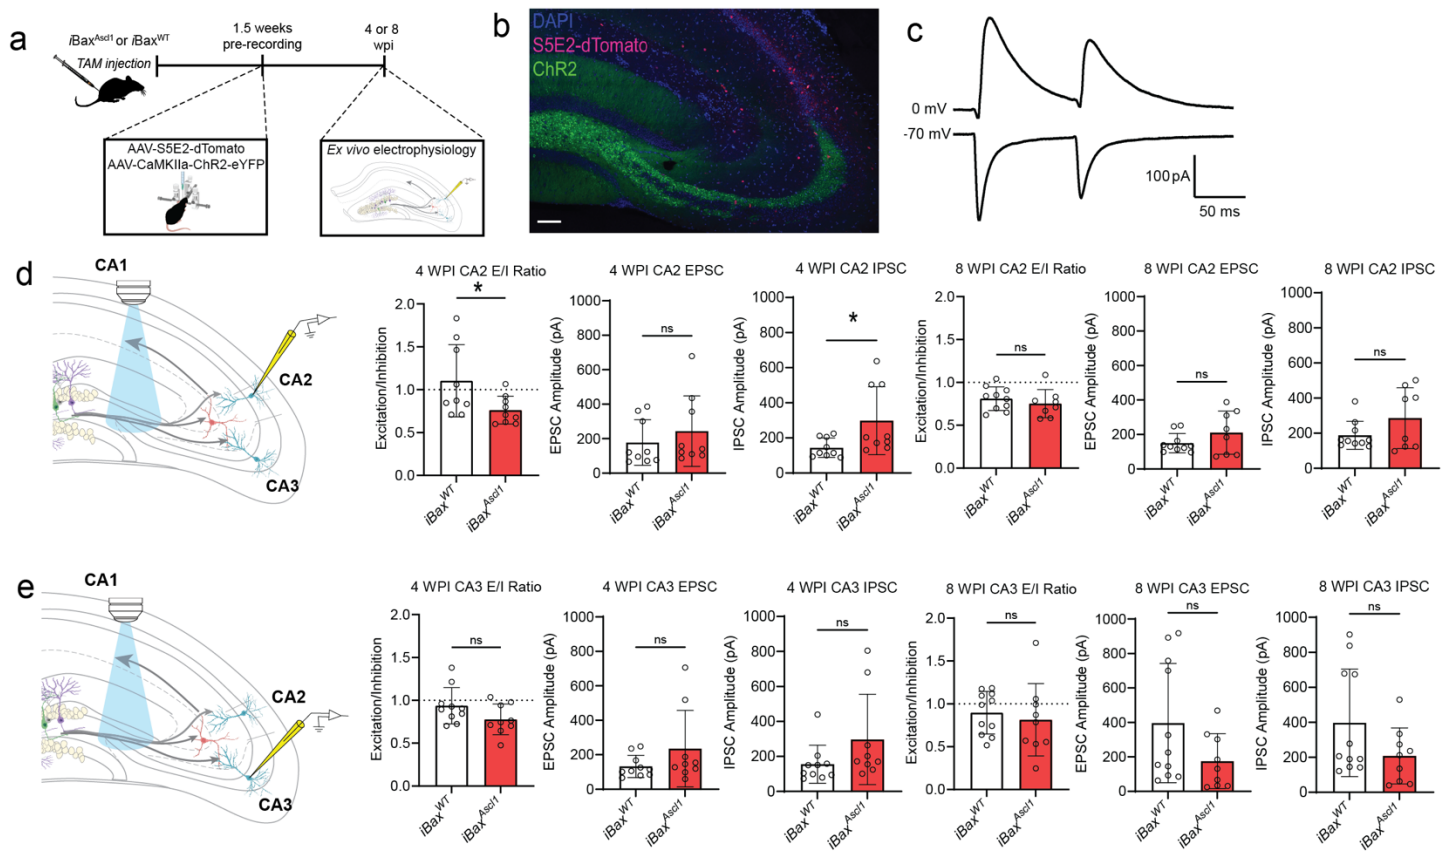 a
iBaxAscl1 or iBaxWT
TAM injection
1.5 weeks
pre-recording
4 or 8
wpi
AAV-S5E2-dTomato
AAV-CaMKIIa-ChR2-eYFP
Ex vivo electrophysiology
b
DAPI
S5E2-dTomato
ChR2
c
0 mV
-70 mV
100 pA
50 ms
d
CA1
CA2
CA3
4 WPI CA2 E/I Ratio
Excitation/Inhibition
2.0
1.5
1.0
0.5
0.0
*
iBaxWT
iBaxAscl1
4 WPI CA2 EPSC
EPSC Amplitude (pA)
1000
800
600
400
200
0
ns
iBaxWT
iBaxAscl1
4 WPI CA2 IPSC
IPSC Amplitude (pA)
1000
800
600
400
200
0
*
iBaxWT
iBaxAscl1
8 WPI CA2 E/I Ratio
Excitation/Inhibition
2.0
1.5
1.0
0.5
0.0
ns
iBaxWT
iBaxAscl1
8 WPI CA2 EPSC
EPSC Amplitude (pA)
1000
800
600
400
200
0
ns
iBaxWT
iBaxAscl1
8 WPI CA2 IPSC
IPSC Amplitude (pA)
1000
800
600
400
200
0
ns
iBaxWT
iBaxAscl1
e
CA1
CA2
CA3
4 WPI CA3 E/I Ratio
Excitation/Inhibition
2.0
1.5
1.0
0.5
0.0
ns
iBaxWT
iBaxAscl1
4 WPI CA3 EPSC
EPSC Amplitude (pA)
1000
800
600
400
200
0
ns
iBaxWT
iBaxAscl1
4 WPI CA3 IPSC
IPSC Amplitude (pA)
1000
800
600
400
200
0
ns
iBaxWT
iBaxAscl1
8 WPI CA3 E/I Ratio
Excitation/Inhibition
2.0
1.5
1.0
0.5
0.0
ns
iBaxWT
iBaxAscl1
8 WPI CA3 EPSC
EPSC Amplitude (pA)
1000
800
600
400
200
0
ns
iBaxWT
iBaxAscl1
8 WPI CA3 IPSC
IPSC Amplitude (pA)
1000
800
600
400
200
0
ns
iBaxWT
iBaxAscl1